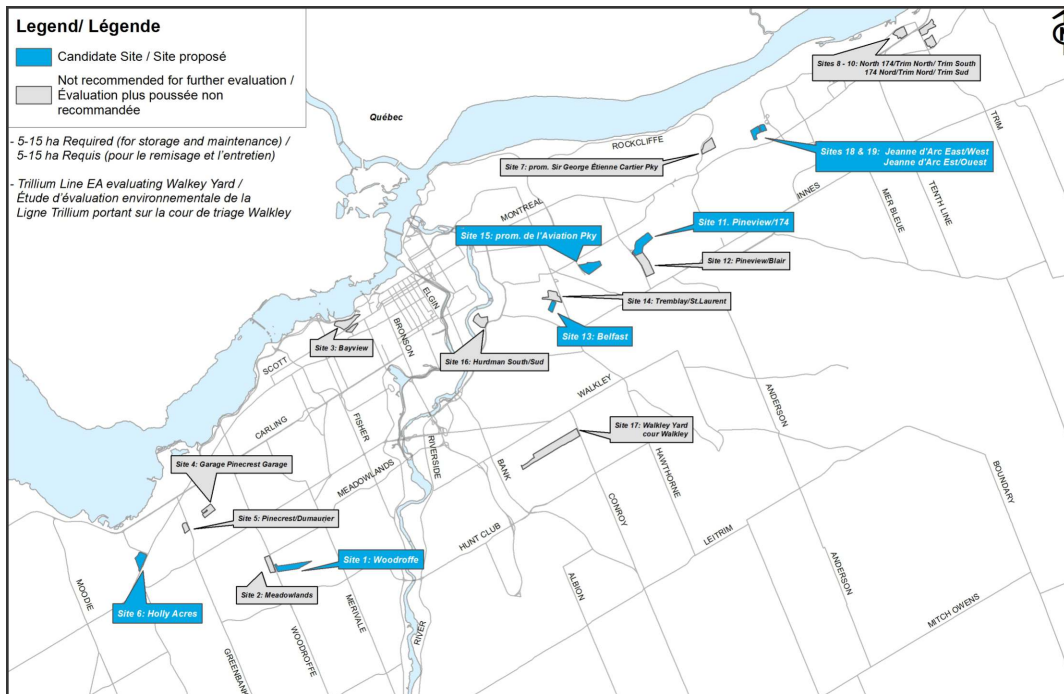 Legend/ Légende
Candidate Site / Site proposé
Not recommended for further evaluation /
Évaluation plus poussée non
recommandée
- 5-15 ha Required (for storage and maintenance) /
5-15 ha Requis (pour le remisage et l'entretien)
- Trillium Line EA evaluating Walkey Yard /
Étude d'évaluation environnementale de la
Ligne Trillium portant sur la cour de triage Walkley
Québec
N
Sites 8 - 10: North 174/Trim North/ Trim South
174 Nord/Trim Nord/ Trim Sud
TRIM
ROCKCLIFFE
Sites 18 & 19: Jeanne d'Arc East/West
Jeanne d'Arc Est/Ouest
Site 7: prom. Sir George Étienne Cartier Pky
INNES
TENTH LINE
MER BLEUE
MONTREAL
Site 11. Pineview/174
Site 15: prom. de l'Aviation Pky
Site 12: Pineview/Blair
ELGIN
Site 14: Tremblay/St.Laurent
BRONSON
Site 13: Belfast
Site 3: Bayview
Site 16: Hurdman South/Sud
SCOTT
WALKLEY
ANDERSON
CARLING
FISHER
RIVERSIDE
Site 17: Walkley Yard
cour Walkley
MEADOWLANDS
BANK
HAWTHORNE
Site 4: Garage Pinecrest Garage
BOUNDARY
CONROY
HUNT CLUB
LEITRIM
Site 5: Pinecrest/Dumaurier
Site 1: Woodroffe
ANDERSON
MOODIE
Site 2: Meadowlands
ALBION
Site 6: Holly Acres
MERIVALE
MITCH OWENS
WOODROFFE
RIVER
GREENBANK